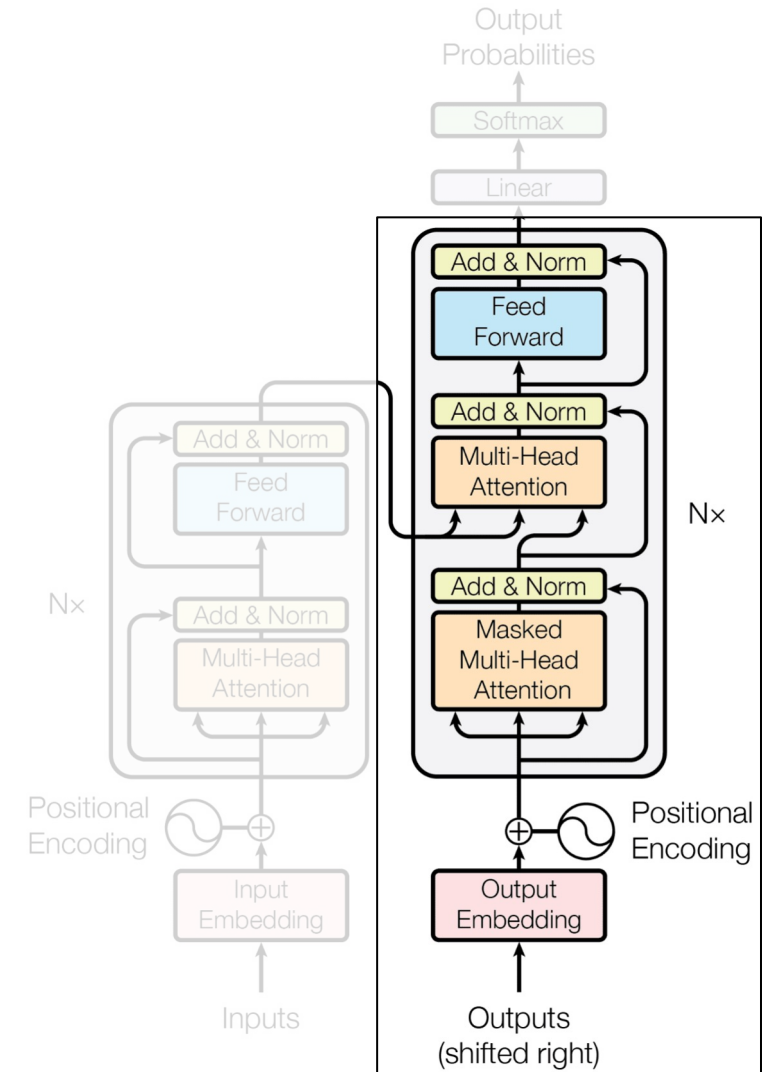 Output
Probabilities
Softmax
Linear
Add & Norm
Feed
Forward
Add & Norm
Multi-Head
Attention
Add & Norm
Masked
Multi-Head
Attention
N×
Positional
Encoding
Output
Embedding
Outputs
(shifted right)
Add & Norm
Feed
Forward
Add & Norm
Multi-Head
Attention
N×
Positional
Encoding
Input
Embedding
Inputs